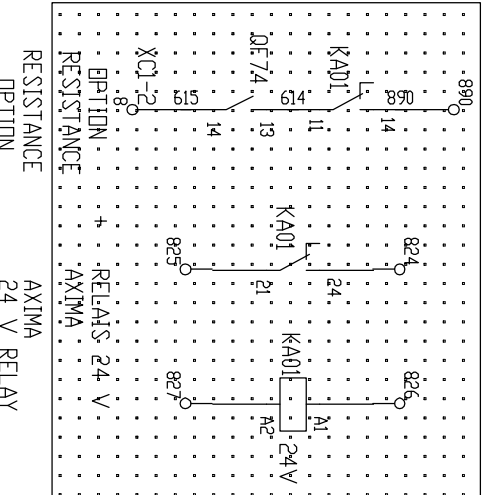 890
824
826
890
14
24
A1
KA01
KA01
KA01
24V
11
21
A2
614
QF74
13
14
615
825
827
XC1-2
8
OPTION + RELAIS 24 V
RESISTANCE AXIMA
RESISTANCE AXIMA
OPTION 24 V RELAY